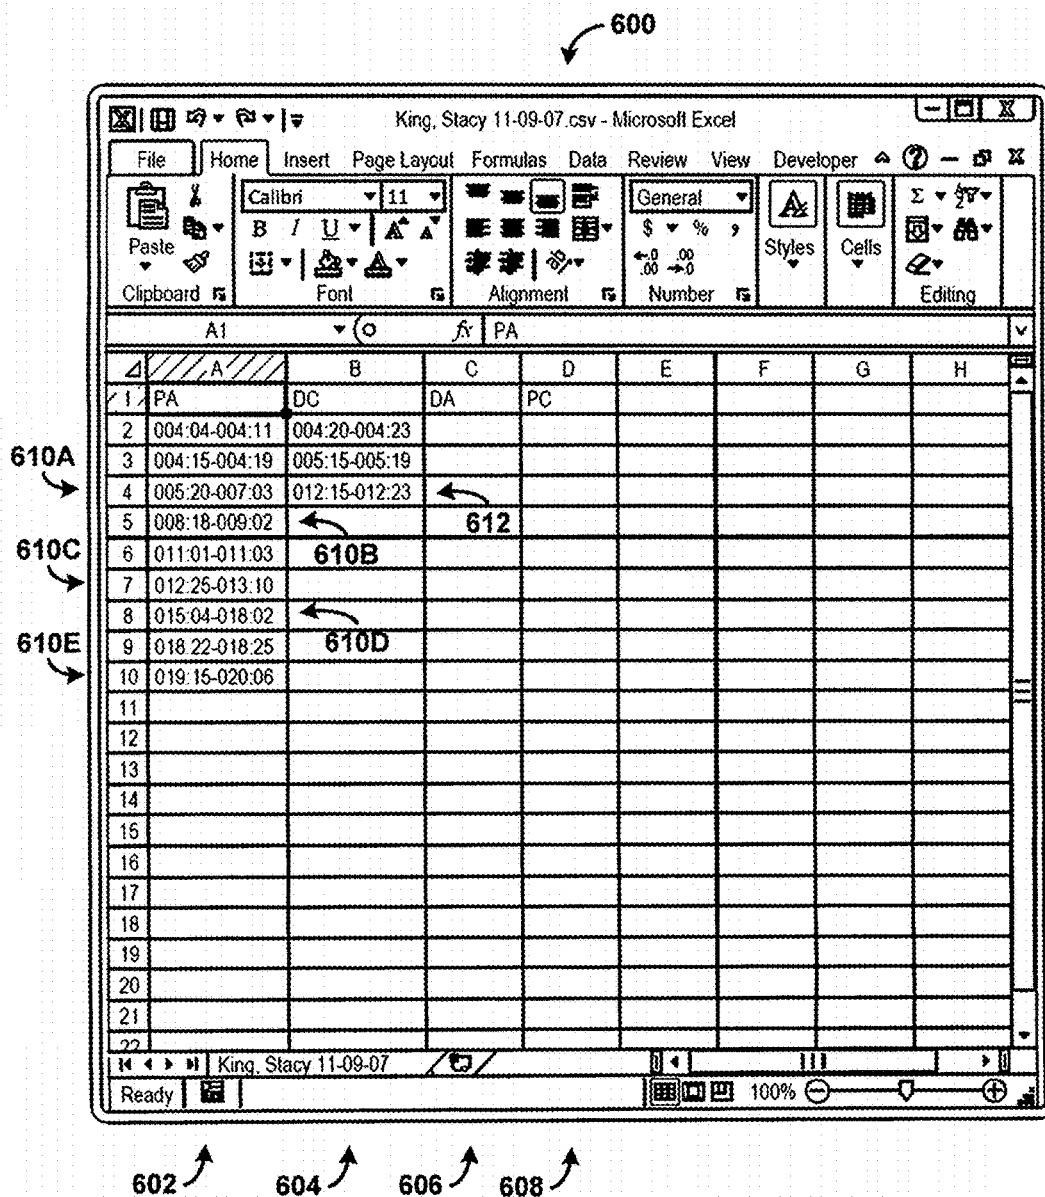 600
King, Stacy 11-09-07.csv - Microsoft Excel
File Home Insert Page Layout Formulas Data Review View Developer
Paste
Calibri 11
B I U A A
A
General
$ % ,
.0 .00
.00 .0
Styles
Cells
Σ
Clipboard Font Alignment Number Editing
A1 fx PA
A B C D E F G H
1 PA DC DA PC
2 004:04-004:11 004:20-004:23
610A
3 004:15-004:19 005:15-005:19
4 005:20-007:03 012:15-012:23
612
5 008:18-009:02
610B
610C
6 011:01-011:03
7 012:25-013:10
8 015:04-018:02
610D
610E
9 018:22-018:25
10 019:15-020:06
11
12
13
14
15
16
17
18
19
20
21
22
King, Stacy 11-09-07
Ready 100%
602 604 606 608